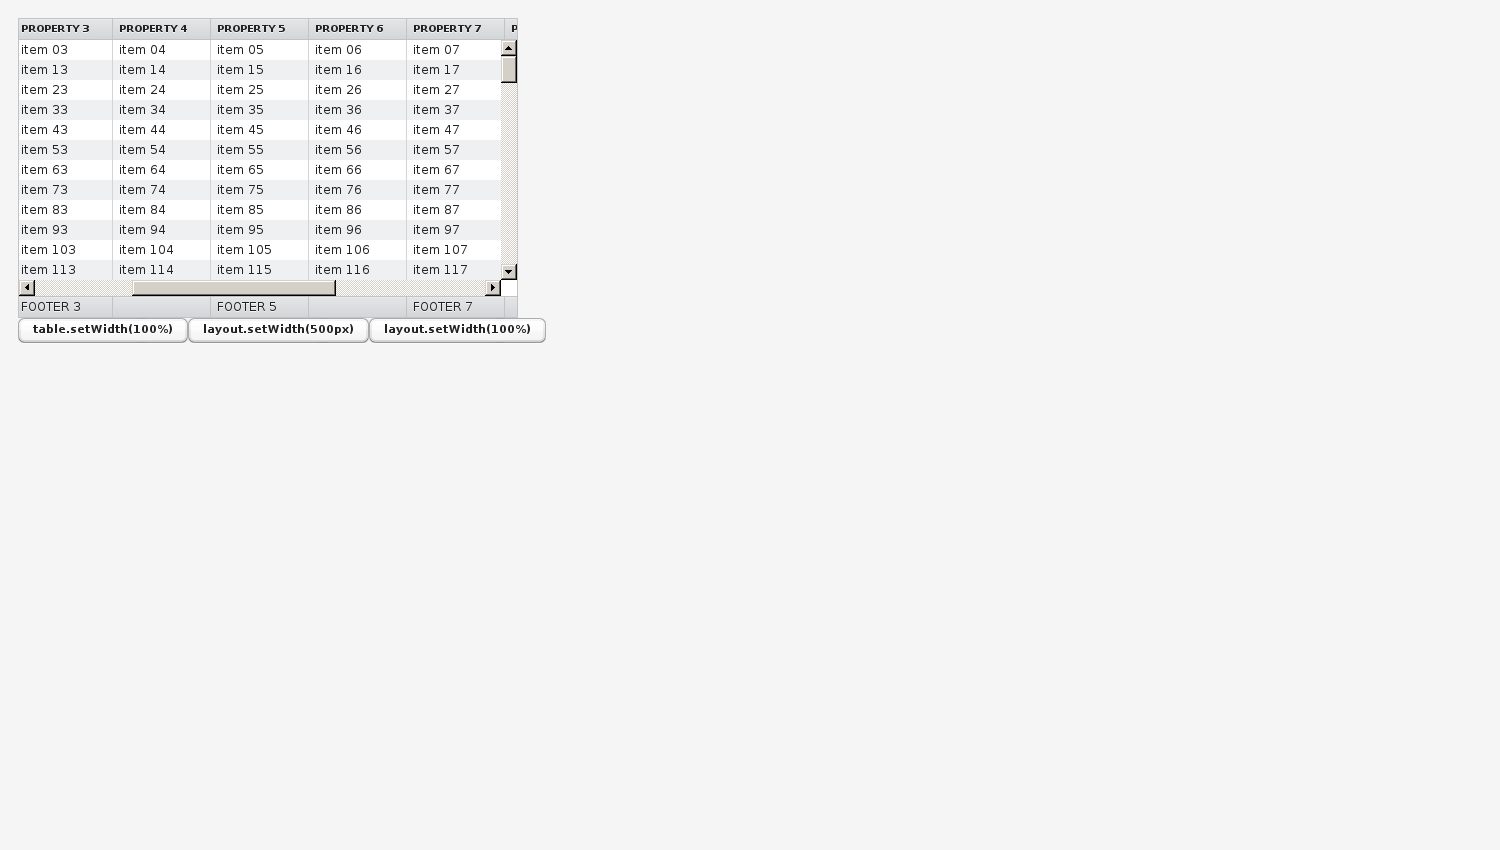 PROPERTY 3 PROPERTY 4 PROPERTY 5 PROPERTY 6 PROPERTY 7 P
item 03 item 04 item 05 item 06 item 07
item 13 item 14 item 15 item 16 item 17
item 23 item 24 item 25 item 26 item 27
item 33 item 34 item 35 item 36 item 37
item 43 item 44 item 45 item 46 item 47
item 53 item 54 item 55 item 56 item 57
item 63 item 64 item 65 item 66 item 67
item 73 item 74 item 75 item 76 item 77
item 83 item 84 item 85 item 86 item 87
item 93 item 94 item 95 item 96 item 97
item 103 item 104 item 105 item 106 item 107
item 113 item 114 item 115 item 116 item 117
FOOTER 3 FOOTER 5 FOOTER 7
table.setWidth(100%) layout.setWidth(500px) layout.setWidth(100%)